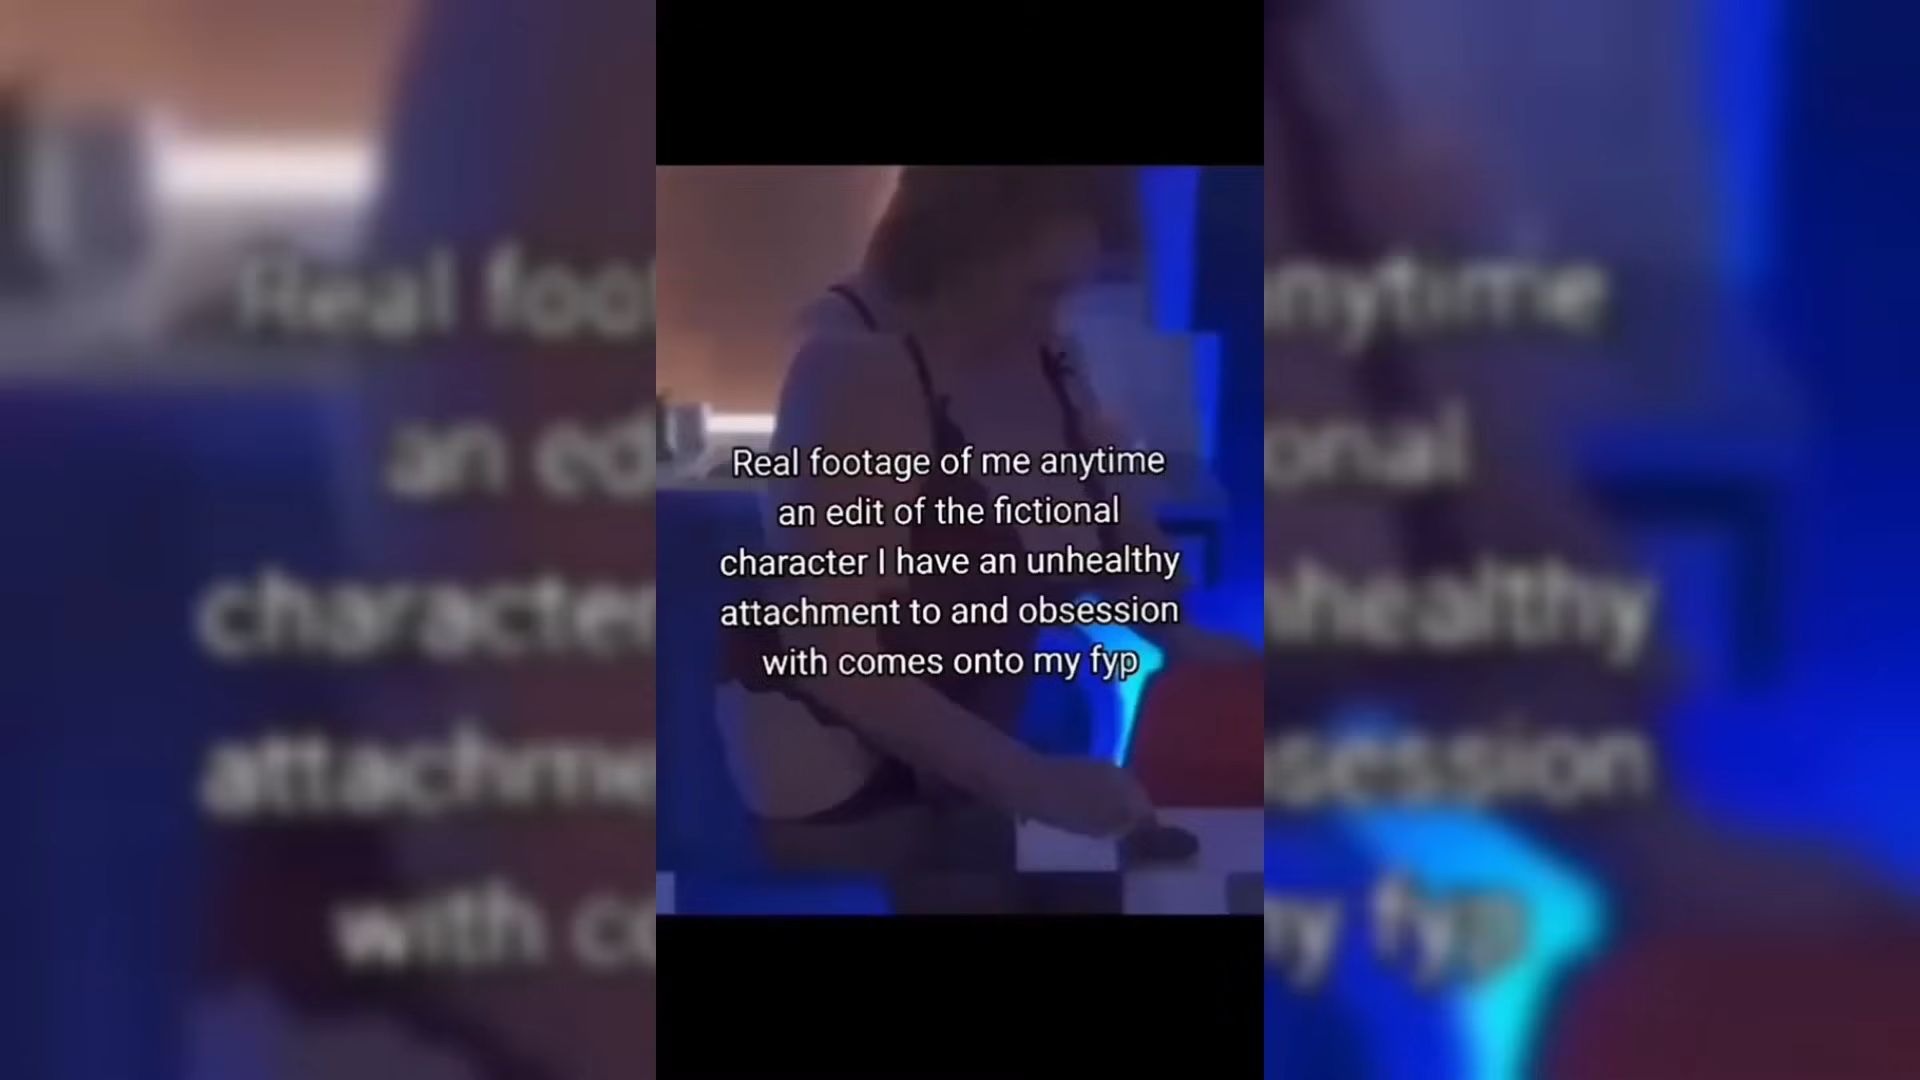 Real footage of me anytime
an edit of the fictional
character I have an unhealthy
attachment to and obsession
with comes onto my fyp